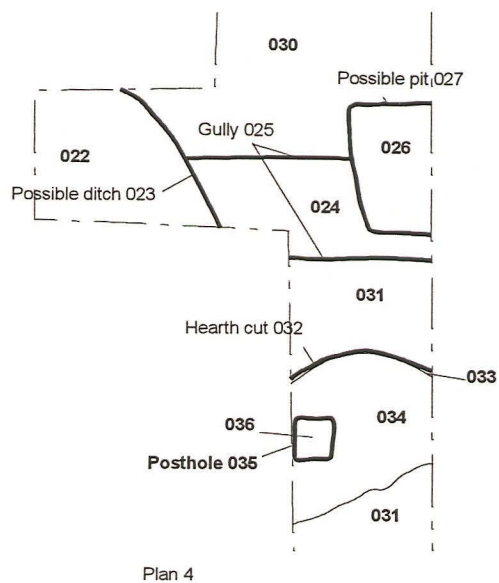 030
Possible pit 027
Gully 025
026
022
Possible ditch 023
024
031
Hearth cut 032
033
034
036
Posthole 035
031
Plan 4